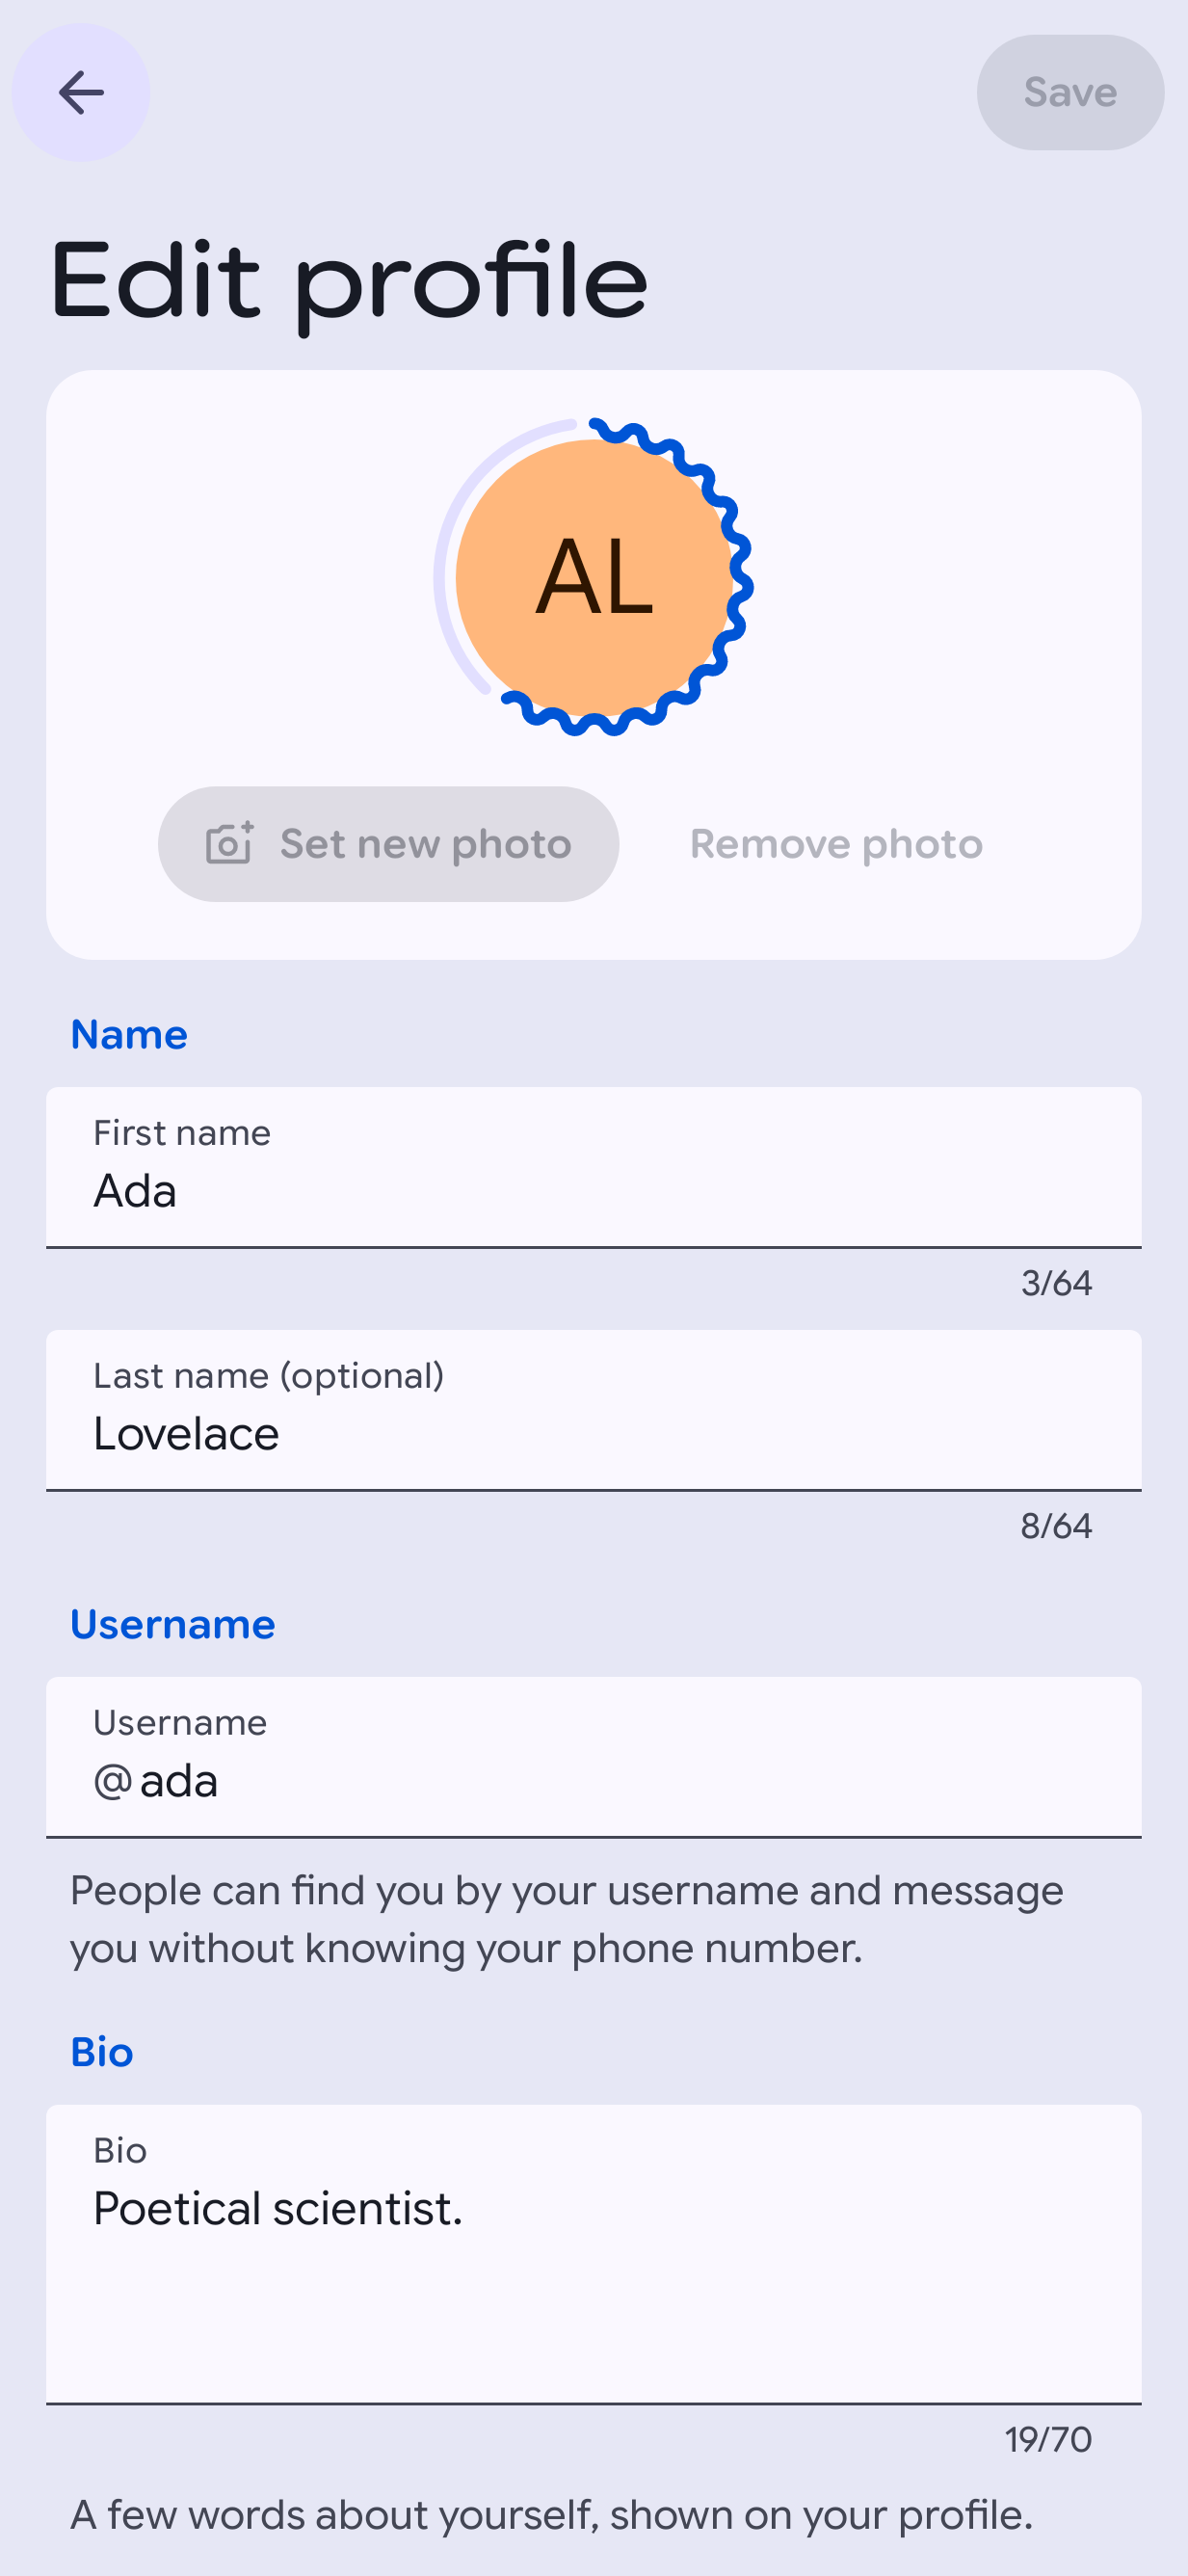 Save
Edit profile
AL
Set new photo
Remove photo
Name
First name
Ada
3/64
Last name (optional)
Lovelace
8/64
Username
Username
@ada
People can find you by your username and message
you without knowing your phone number.
Bio
Bio
Poetical scientist.
19/70
A few words about yourself, shown on your profile.